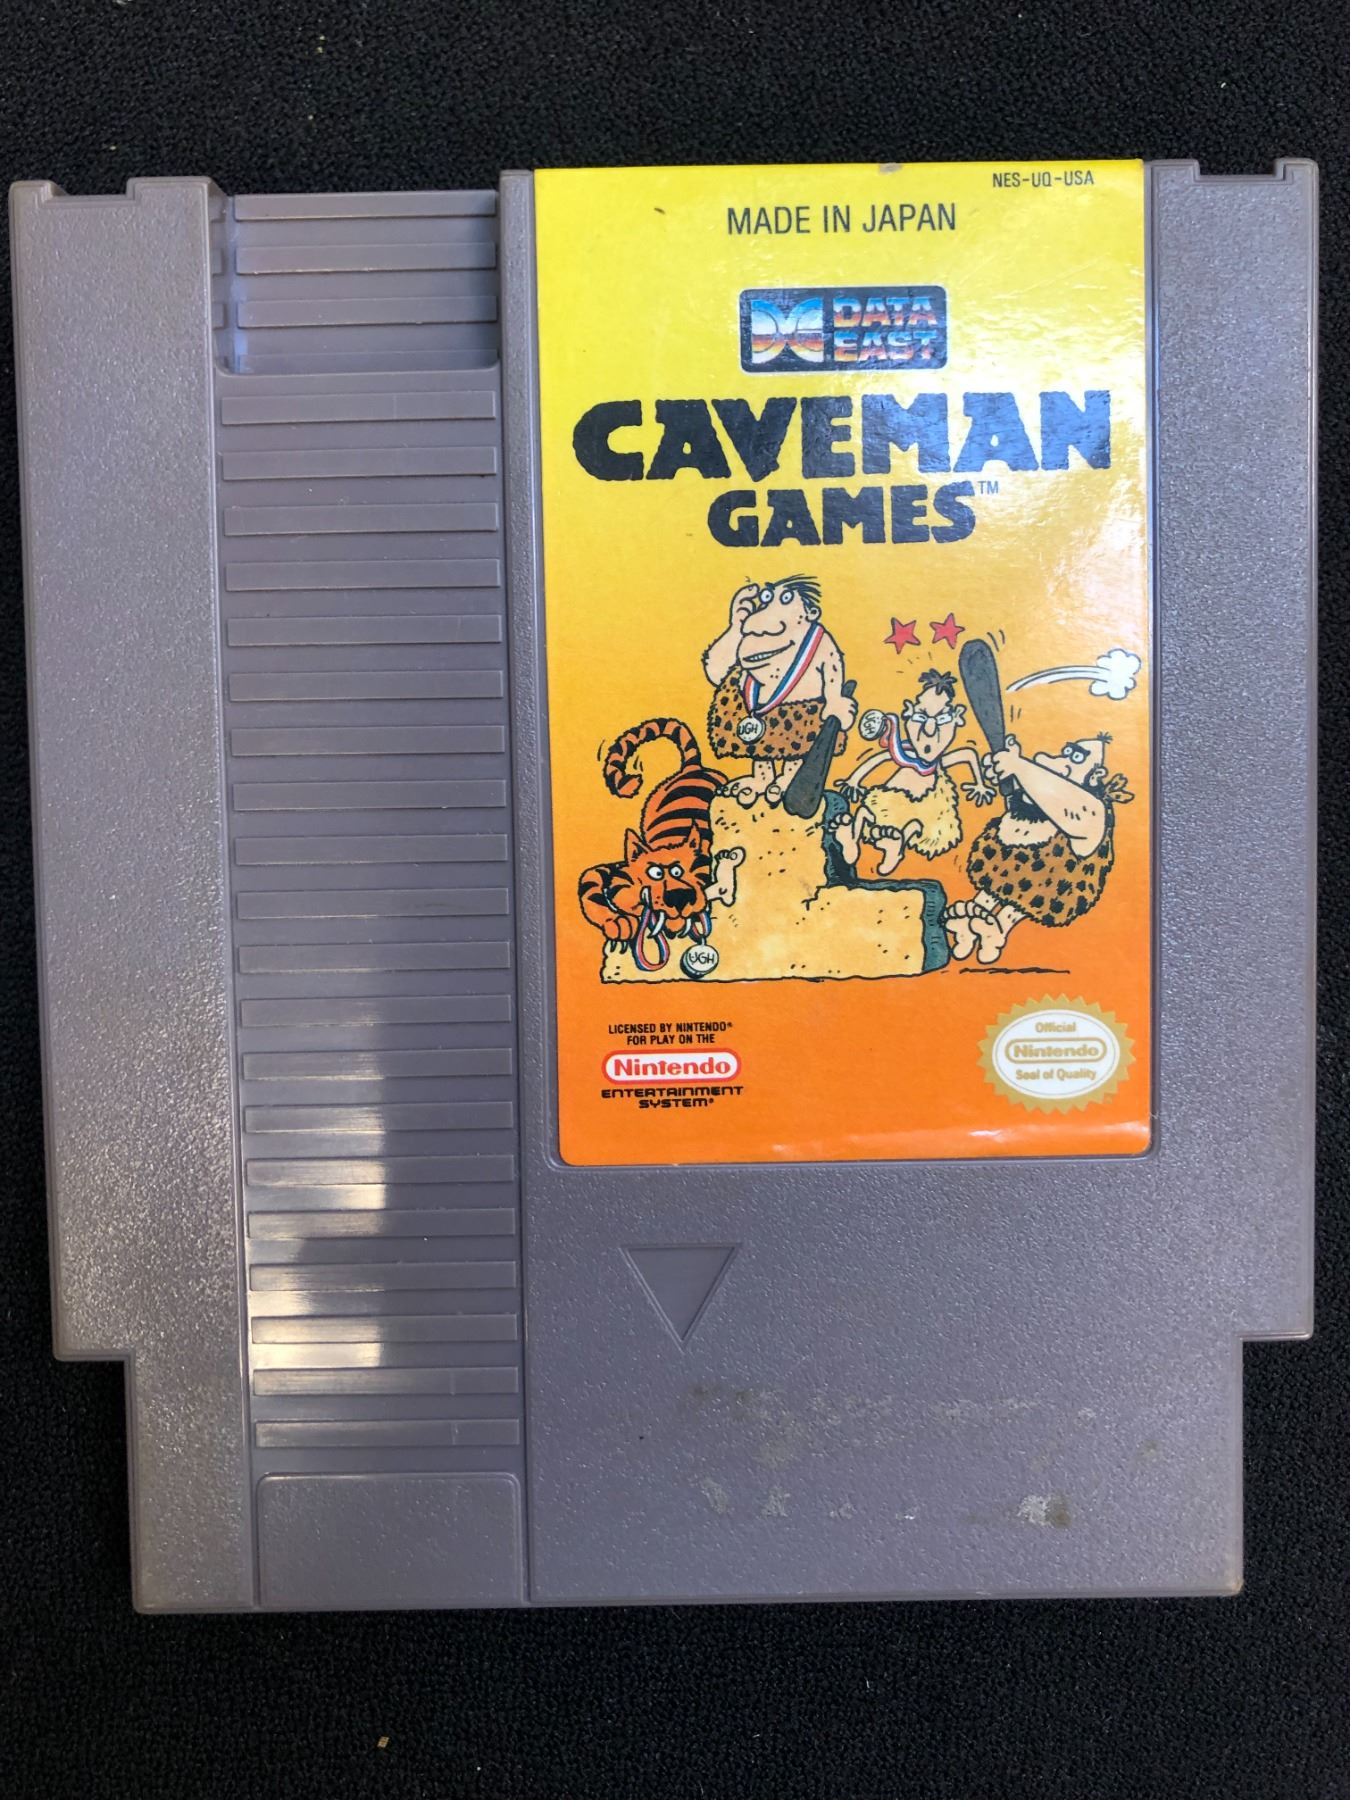 NES-UQ-USA
MADE IN JAPAN
DATA
EAST
CAVEMAN
GAMES™
UGH
UGH
UGH
LICENSED BY NINTENDO®
FOR PLAY ON THE
Nintendo
ENTERTAINMENT
SYSTEM®
Official
Nintendo
Seal of Quality